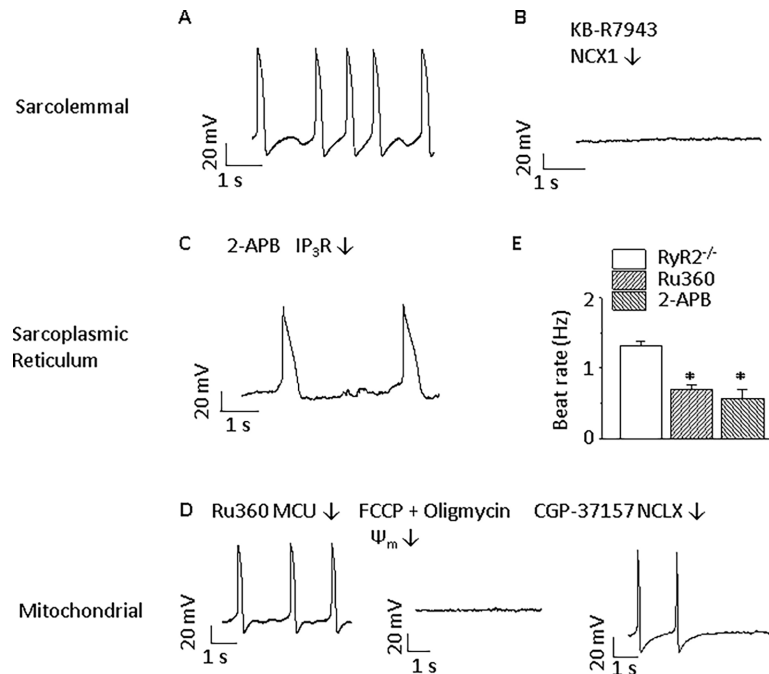 A
B
KB-R7943
NCX1 ↓
Sarcolemmal
20 mV
1 s
20 mV
1 s
C
2-APB IP₃R ↓
E
RyR2⁻/⁻
Ru360
2-APB
Sarcoplasmic
Reticulum
20 mV
1 s
Beat rate (Hz)
2
1
0
*
*
D
Ru360 MCU ↓
FCCP + Oligmycin
Ψₘ ↓
CGP-37157 NCLX ↓
Mitochondrial
20 mV
1 s
20 mV
1 s
20 mV
1 s